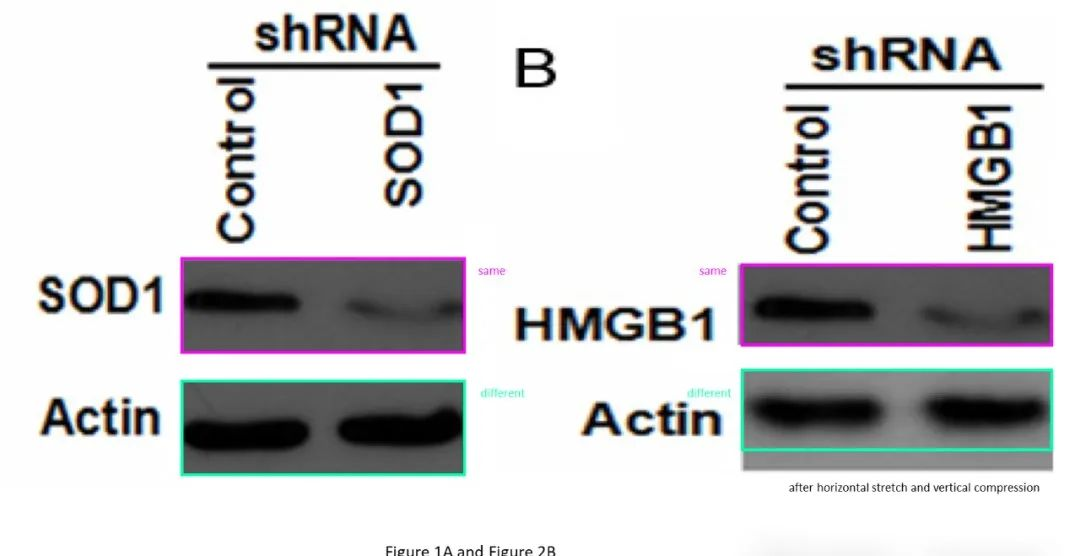 shRNA
Control
SOD1
SOD1
same
Actin
different
B
shRNA
Control
HMGB1
same
HMGB1
different
Actin
after horizontal stretch and vertical compression
Figure 1A and Figure 2B